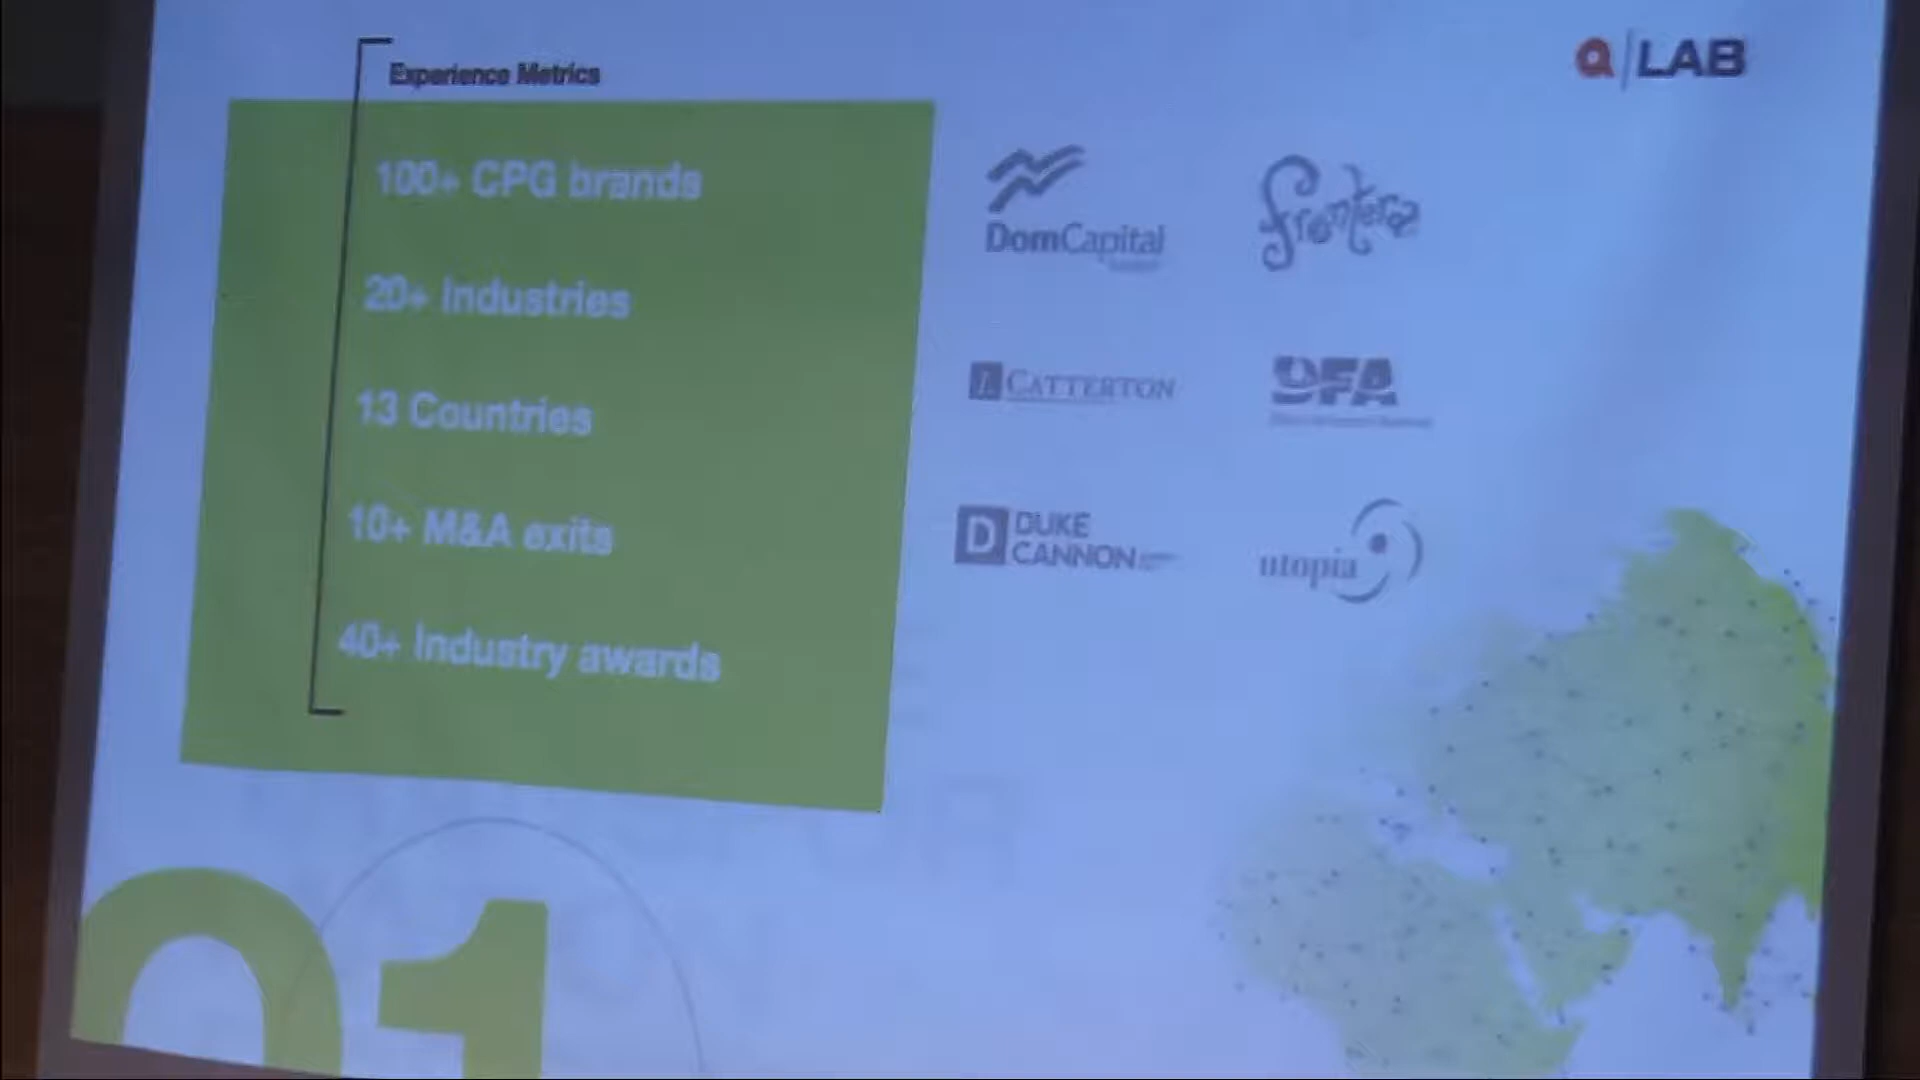 Experience Metrics
100+ CPG brands
20+ Industries
13 Countries
10+ M&A exits
40+ Industry awards
Q|LAB
DomCapital
frontera
L CATTERTON
DFA
D DUKE
CANNON
utopia
01